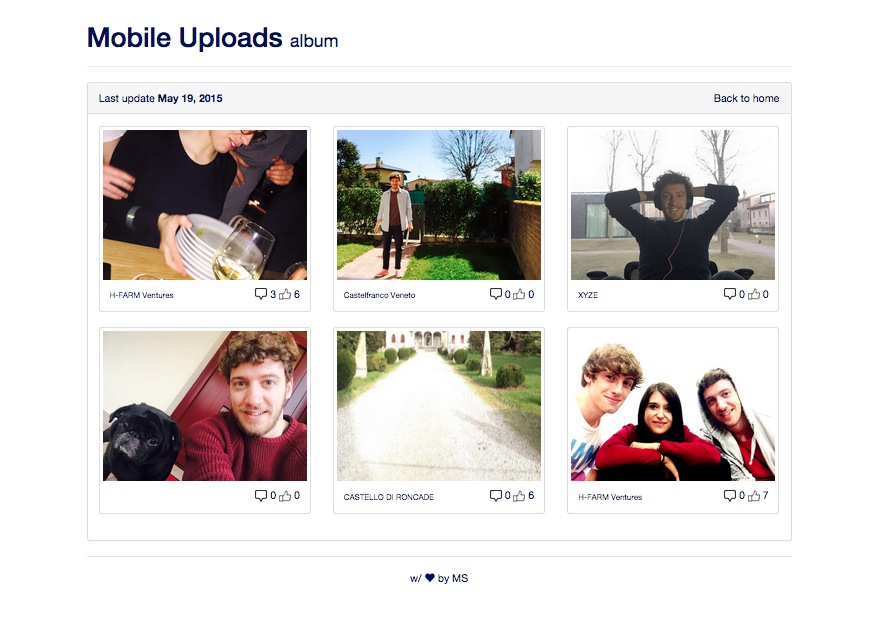 Mobile Uploads album
Last update May 19, 2015 Back to home
H-FARM Ventures 3 6
Castelfranco Veneto 0 0
XYZE 0 0
0 0
CASTELLO DI RONCADE 0 6
H-FARM Ventures 0 7
w/ ♥ by MS